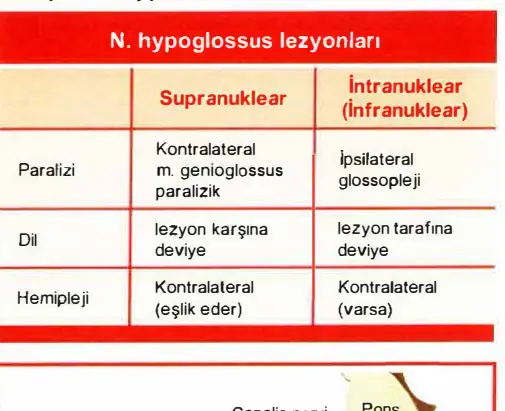 N. hypoglossus lezyonları
Supranuklear
İntranuklear
(İnfranuklear)
Paralizi
Kontralateral
m. genioglossus
paralizik
İpsilateral
glossopleji
Dil
lezyon karşına
deviye
lezyon tarafına
deviye
Hemipleji
Kontralateral
(eşlik eder)
Kontralateral
(varsa)
Pons